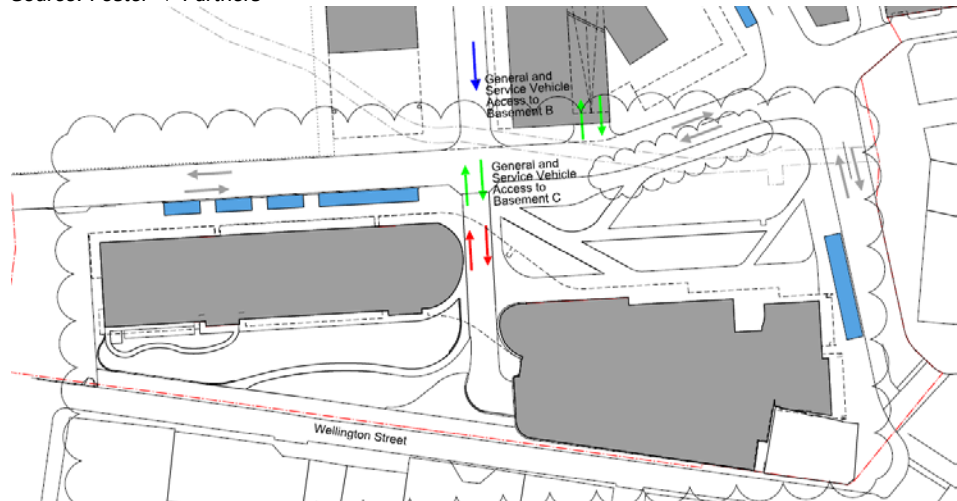 Source: Foster + Partners
General and
Service Vehicle
Access to
Basement B
General and
Service Vehicle
Access to
Basement C
Wellington Street